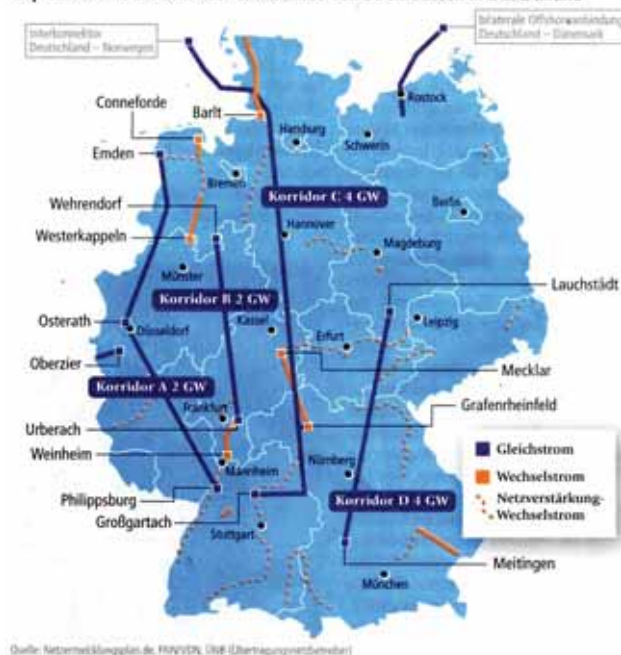 Interkonnektor
Deutschland – Norwegen
bilaterale Offshoreanbindung
Deutschland – Dänemark
Rostock
Conneforde
Barlt
Hamburg
Schwerin
Emden
Bremen
Wehrendorf
Korridor C 4 GW
Berlin
Westerkappeln
Hannover
Magdeburg
Münster
Lauchstädt
Korridor B 2 GW
Osterath
Düsseldorf
Kassel
Erfurt
Leipzig
Oberzier
Mecklar
Korridor A 2 GW
Frankfurt
Grafenrheinfeld
Urberach
Weinheim
Mannheim
Nürnberg
Gleichstrom
Wechselstrom
Netzverstärkung-
Wechselstrom
Philippsburg
Korridor D 4 GW
Großgartach
Stuttgart
Meitingen
München
Quelle: Netzentwicklungsplan.de, ÜNB (Übertragungsnetzbetreiber)